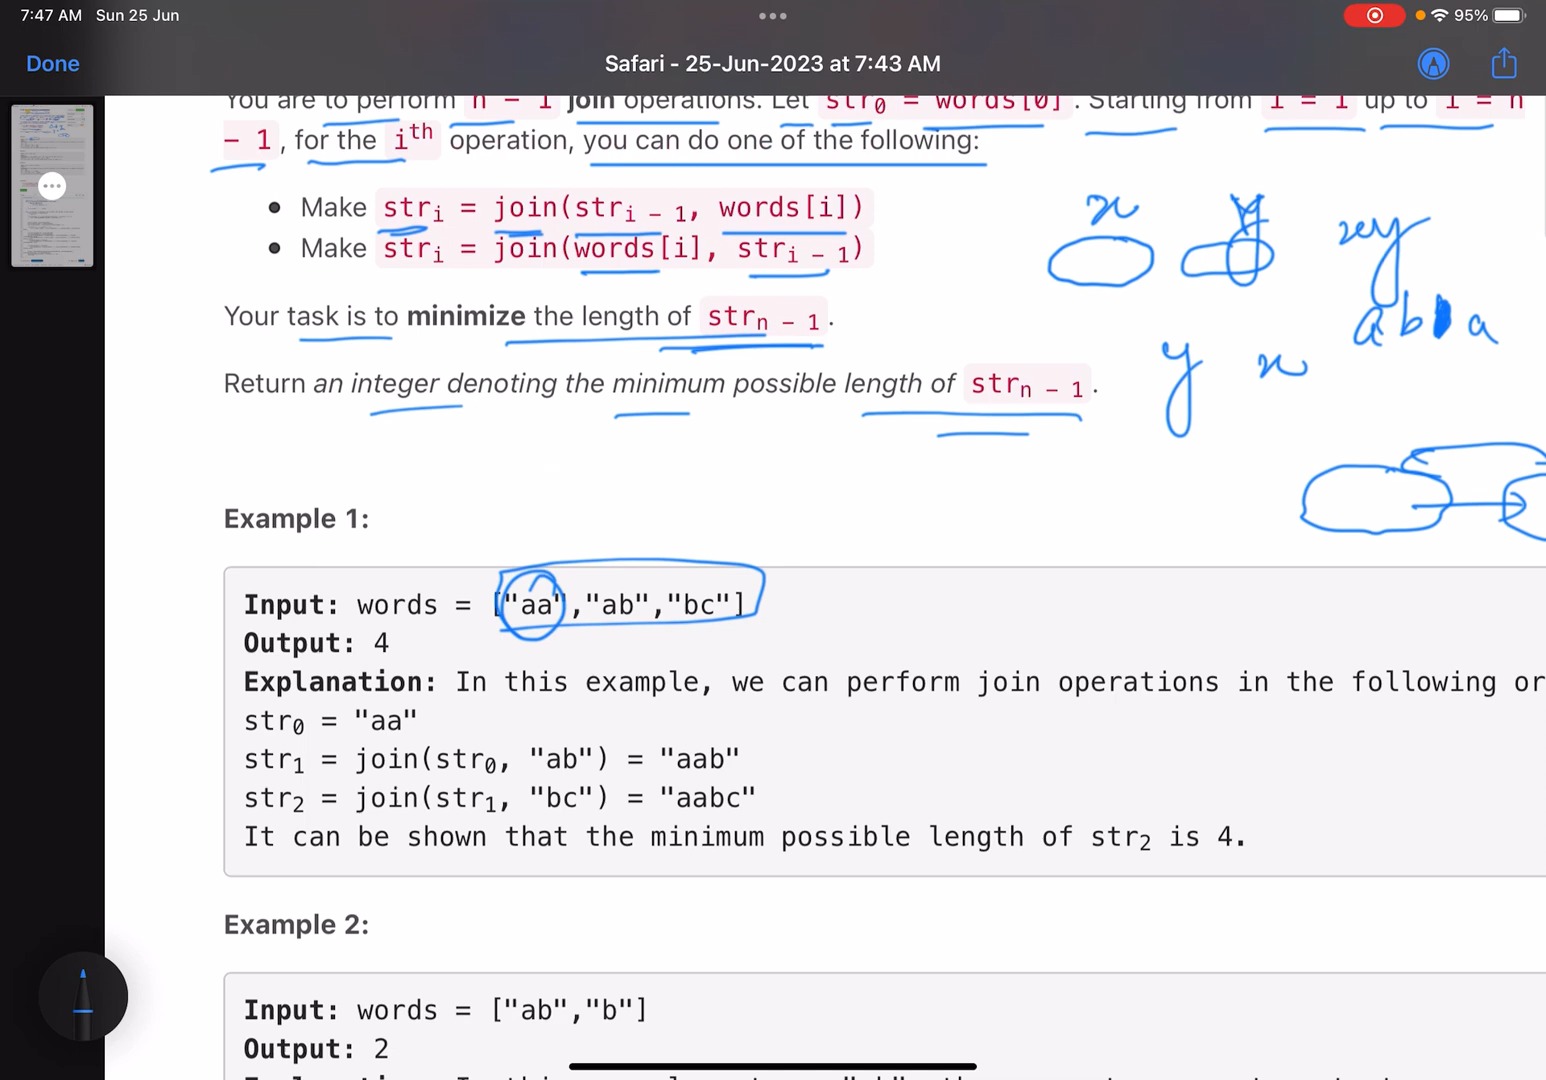 7:47 AM Sun 25 Jun
95%
Done
Safari - 25-Jun-2023 at 7:43 AM
You are to perform n - 1 join operations. Let str0 = words[0]. Starting from i = 1 up to i = n
- 1, for the ith operation, you can do one of the following:
• Make stri = join(stri - 1, words[i])
• Make stri = join(words[i], stri - 1)
x y xy
a b a
y x
Your task is to minimize the length of strn - 1.
Return an integer denoting the minimum possible length of strn - 1.
Example 1:
Input: words = ["aa","ab","bc"]
Output: 4
Explanation: In this example, we can perform join operations in the following or
str0 = "aa"
str1 = join(str0, "ab") = "aab"
str2 = join(str1, "bc") = "aabc"
It can be shown that the minimum possible length of str2 is 4.
Example 2:
Input: words = ["ab","b"]
Output: 2